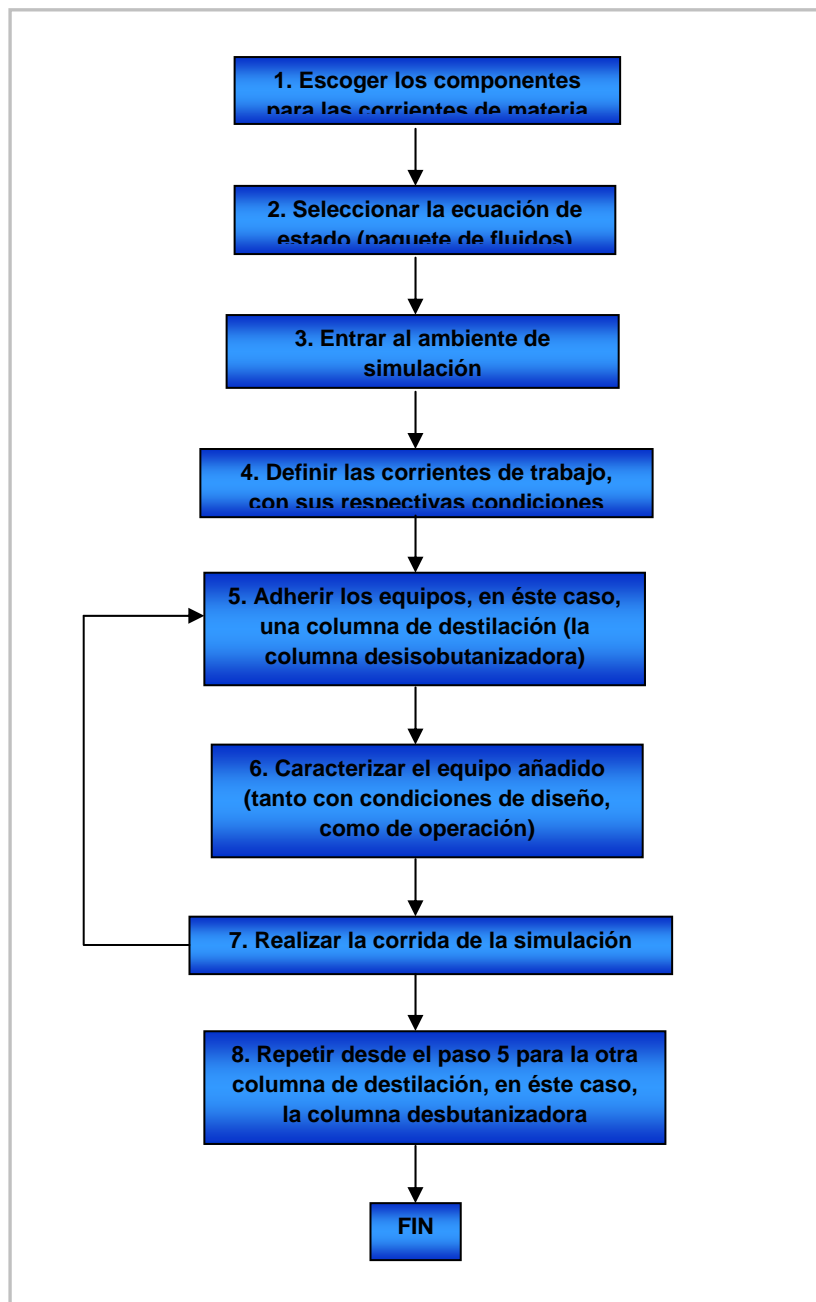 1. Escoger los componentes
para las corrientes de materia
2. Seleccionar la ecuación de
estado (paquete de fluidos)
3. Entrar al ambiente de
simulación
4. Definir las corrientes de trabajo,
con sus respectivas condiciones
5. Adherir los equipos, en éste caso,
una columna de destilación (la
columna desisobutanizadora)
6. Caracterizar el equipo añadido
(tanto con condiciones de diseño,
como de operación)
7. Realizar la corrida de la simulación
8. Repetir desde el paso 5 para la otra
columna de destilación, en éste caso,
la columna desbutanizadora
FIN